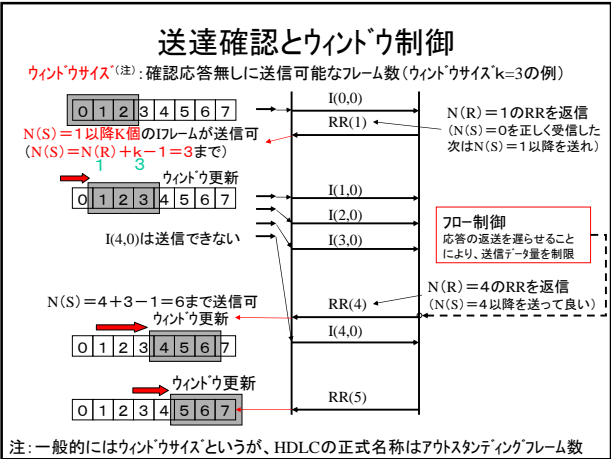 送達確認とウィンドウ制御
ウィンドウサイズ(注):確認応答無しに送信可能なフレーム数(ウィンドウサイズk=3の例)
0 1 2 3 4 5 6 7
I(0,0)
RR(1)
N(R)=1のRRを返信
(N(S)=0を正しく受信した
次はN(S)=1以降を送れ)
N(S)=1以降K個のIフレームが送信可
(N(S)=N(R)+k-1=3まで)
1 3
ウィンドウ更新
0 1 2 3 4 5 6 7
I(1,0)
I(2,0)
I(3,0)
I(4,0)は送信できない
フロー制御
応答の返送を遅らせること
により、送信データ量を制限
N(R)=4のRRを返信
(N(S)=4以降を送って良い)
N(S)=4+3-1=6まで送信可
ウィンドウ更新
RR(4)
I(4,0)
0 1 2 3 4 5 6 7
ウィンドウ更新
RR(5)
0 1 2 3 4 5 6 7
注:一般的にはウィンドウサイズというが、HDLCの正式名称はアウトスタンディングフレーム数